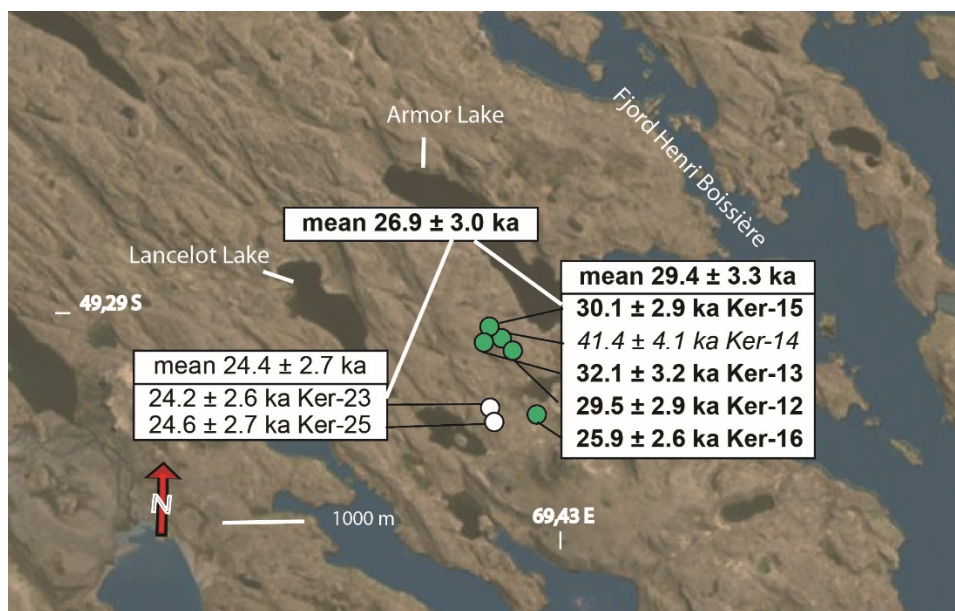 Armor Lake
Fjord Henri Boissière
mean 26.9 ± 3.0 ka
Lancelot Lake
mean 29.4 ± 3.3 ka
30.1 ± 2.9 ka Ker-15
41.4 ± 4.1 ka Ker-14
32.1 ± 3.2 ka Ker-13
29.5 ± 2.9 ka Ker-12
25.9 ± 2.6 ka Ker-16
49,29 S
mean 24.4 ± 2.7 ka
24.2 ± 2.6 ka Ker-23
24.6 ± 2.7 ka Ker-25
N
1000 m
69,43 E